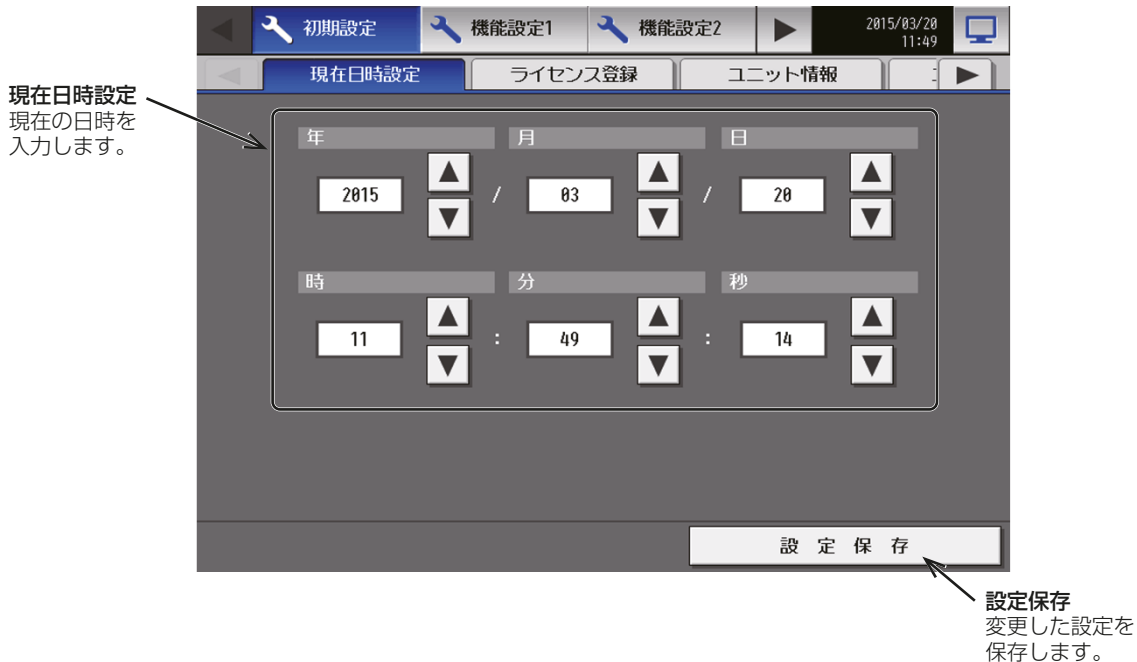 初期設定 機能設定1 機能設定2 2015/03/20
11:49
現在日時設定 ライセンス登録 ユニット情報
現在日時設定
現在の日時を
入力します。
年 月 日
2015 / 03 / 20
時 分 秒
11 : 49 : 14
設定保存
設定保存
変更した設定を
保存します。